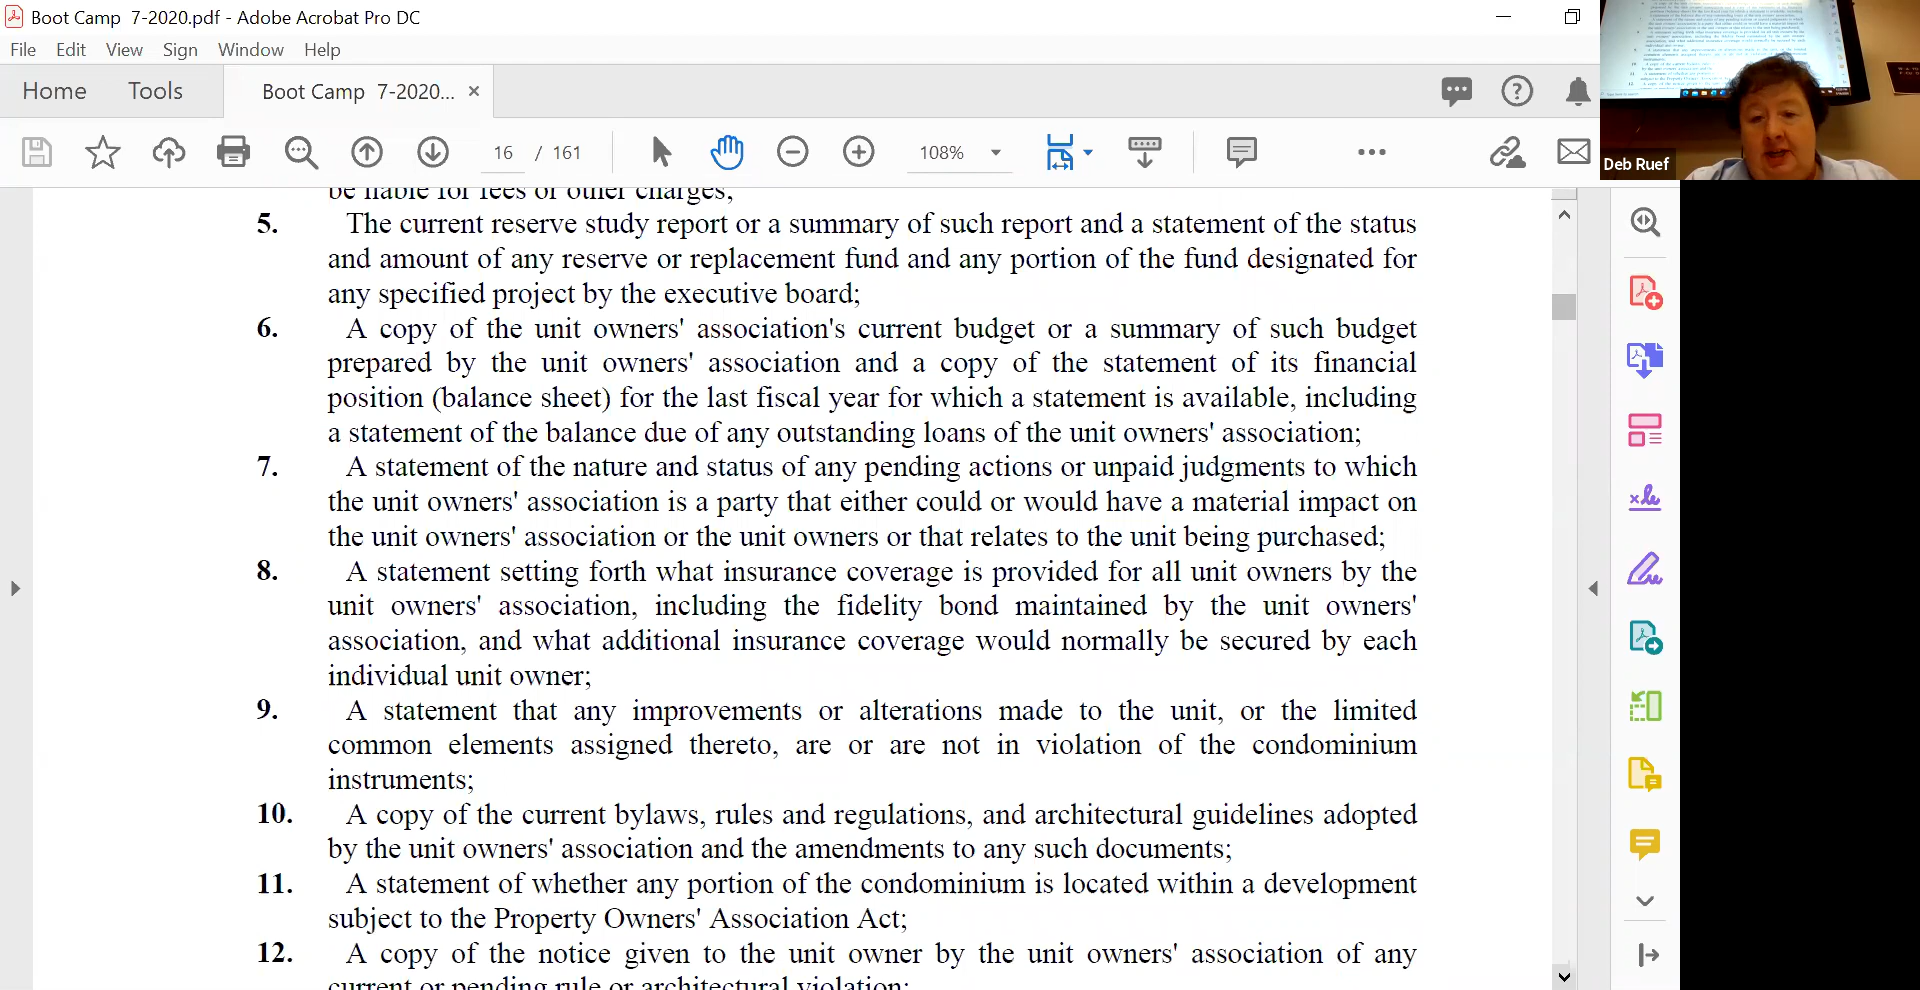 Boot Camp 7-2020.pdf - Adobe Acrobat Pro DC
File Edit View Sign Window Help
Home Tools Boot Camp 7-2020... ×
16 / 161 108%
Deb Ruef
be liable for fees or other charges;
5. The current reserve study report or a summary of such report and a statement of the status
and amount of any reserve or replacement fund and any portion of the fund designated for
any specified project by the executive board;
6. A copy of the unit owners' association's current budget or a summary of such budget
prepared by the unit owners' association and a copy of the statement of its financial
position (balance sheet) for the last fiscal year for which a statement is available, including
a statement of the balance due of any outstanding loans of the unit owners' association;
7. A statement of the nature and status of any pending actions or unpaid judgments to which
the unit owners' association is a party that either could or would have a material impact on
the unit owners' association or the unit owners or that relates to the unit being purchased;
8. A statement setting forth what insurance coverage is provided for all unit owners by the
unit owners' association, including the fidelity bond maintained by the unit owners'
association, and what additional insurance coverage would normally be secured by each
individual unit owner;
9. A statement that any improvements or alterations made to the unit, or the limited
common elements assigned thereto, are or are not in violation of the condominium
instruments;
10. A copy of the current bylaws, rules and regulations, and architectural guidelines adopted
by the unit owners' association and the amendments to any such documents;
11. A statement of whether any portion of the condominium is located within a development
subject to the Property Owners' Association Act;
12. A copy of the notice given to the unit owner by the unit owners' association of any
current or pending rule or architectural violation;